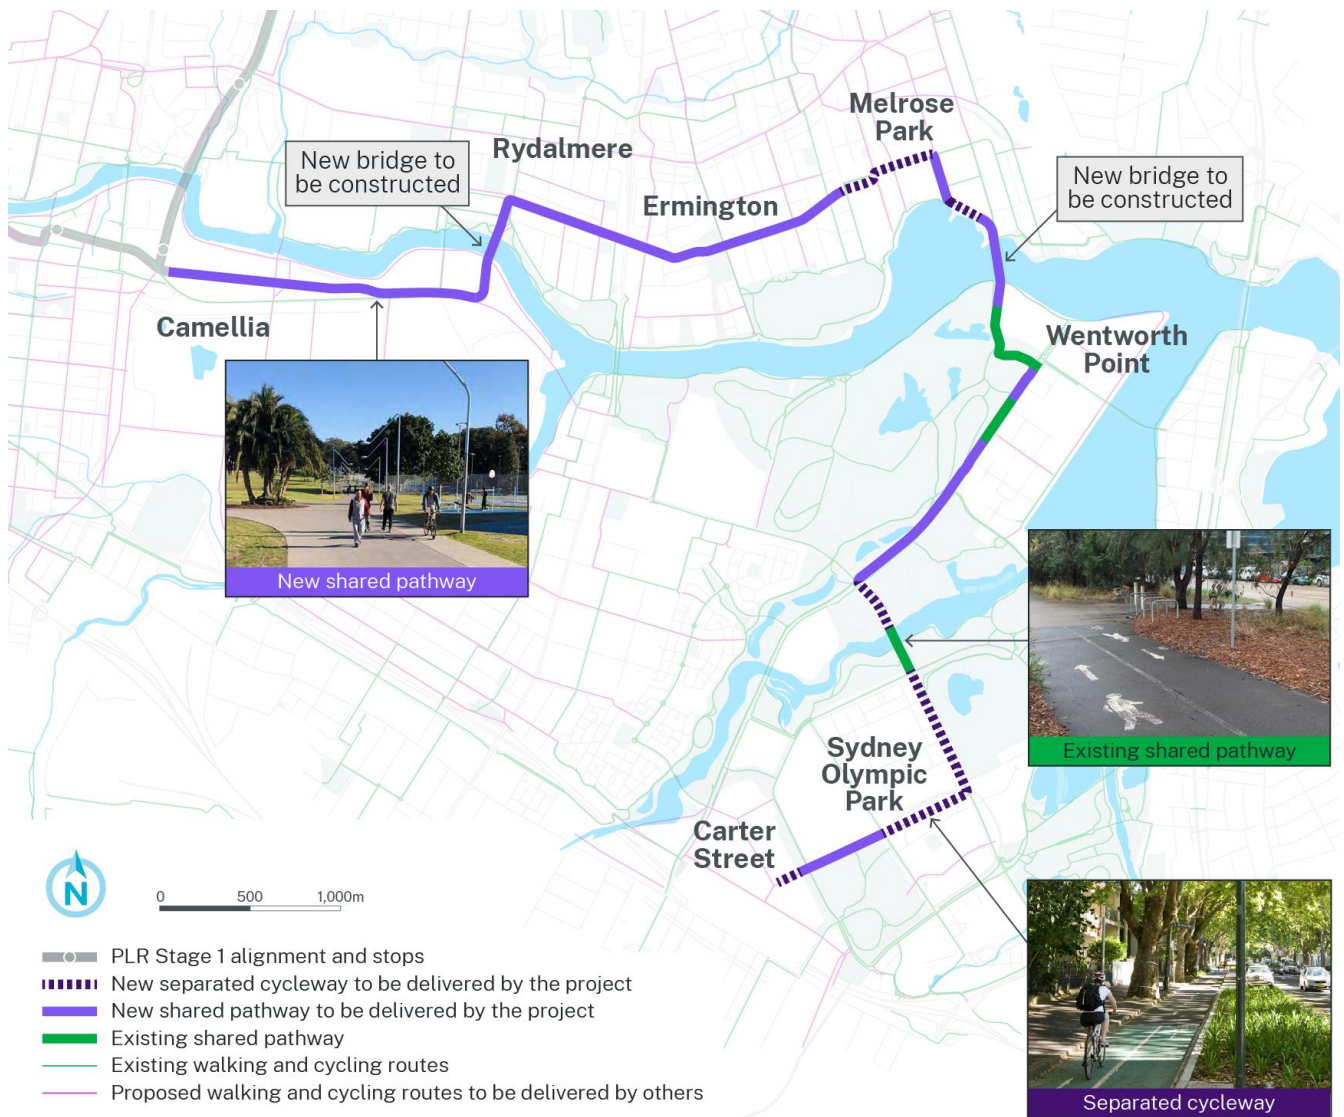 Melrose
Park
New bridge to
be constructed
Rydalmere
New bridge to
be constructed
Ermington
Camellia
Wentworth
Point
New shared pathway
Existing shared pathway
Sydney
Olympic
Park
Carter
Street
N
0 500 1,000m
PLR Stage 1 alignment and stops
New separated cycleway to be delivered by the project
New shared pathway to be delivered by the project
Existing shared pathway
Existing walking and cycling routes
Proposed walking and cycling routes to be delivered by others
Separated cycleway